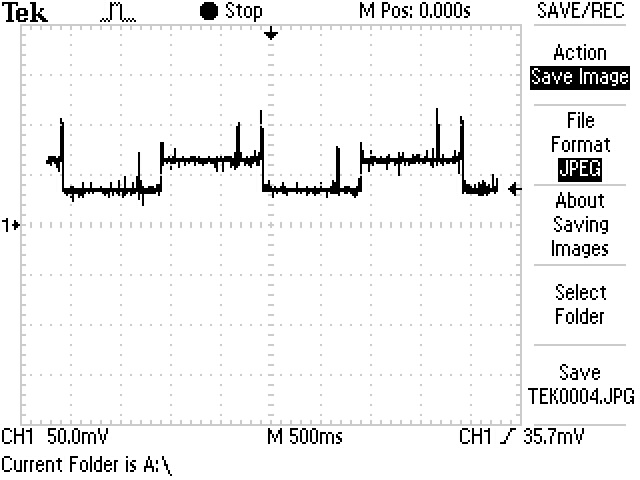 Tek Stop M Pos: 0.000s SAVE/REC
Action
Save Image
File
Format
JPEG
About
Saving
Images
Select
Folder
Save
TEK0004.JPG
1
CH1 50.0mV M 500ms CH1 35.7mV
Current Folder is A:\